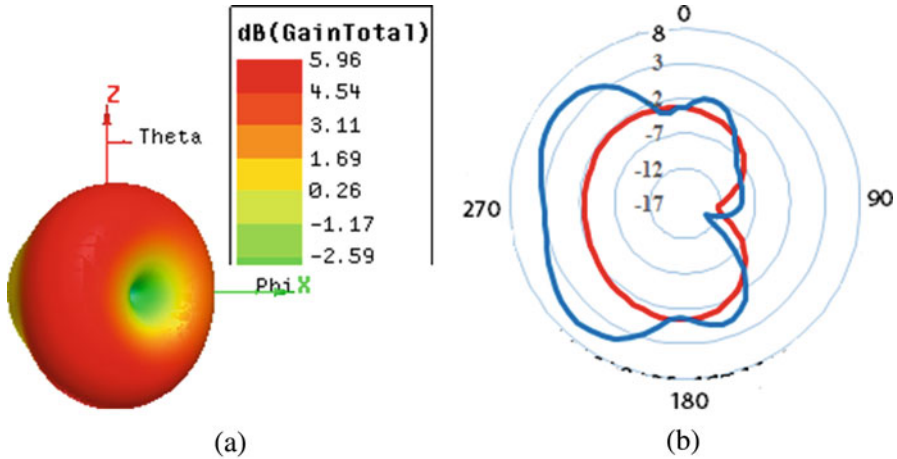 dB(GainTotal)
5.96
4.54
3.11
1.69
0.26
-1.17
-2.59
Z
Theta
Phi X
(a)
0
8
3
2
-7
-12
-17
270
90
180
(b)